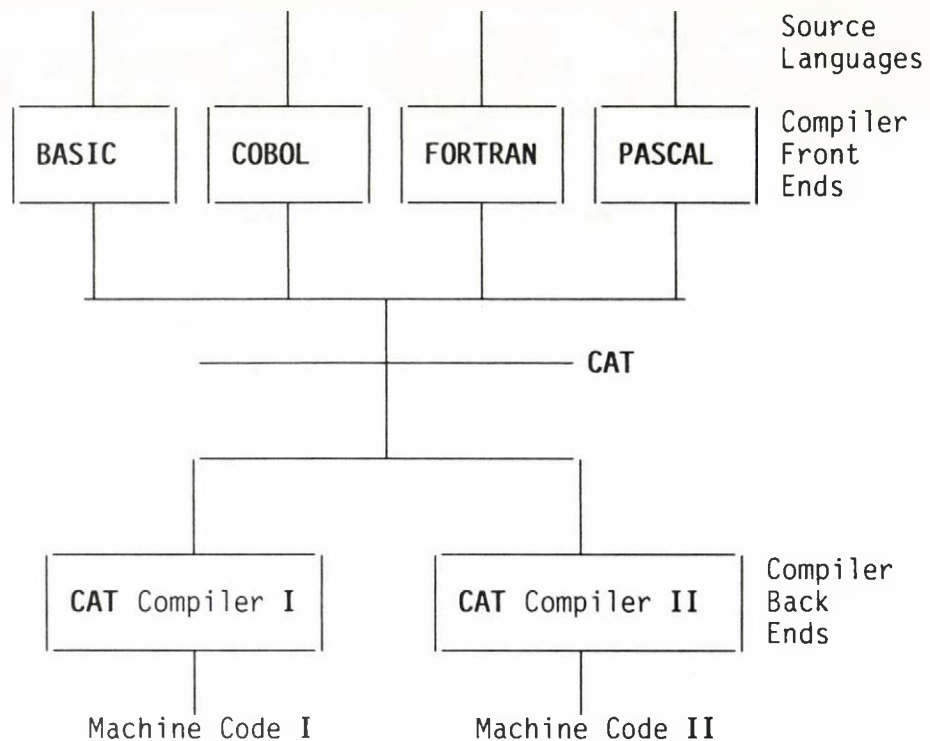 Source
Languages
BASIC
COBOL
FORTRAN
PASCAL
Compiler
Front
Ends
CAT
CAT Compiler I
CAT Compiler II
Compiler
Back
Ends
Machine Code I
Machine Code II